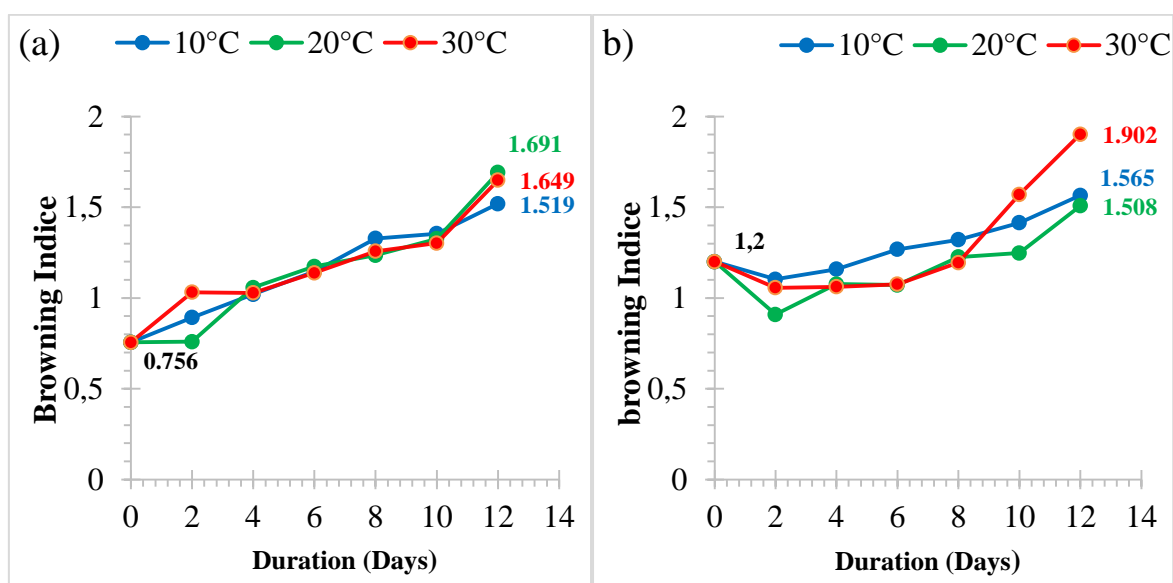 (a)
10°C 20°C 30°C
2
1,5
1
0,5
0
0 2 4 6 8 10 12 14
Browning Indice
Duration (Days)
0.756
1.691
1.649
1.519
b)
10°C 20°C 30°C
2
1,5
1
0,5
0
0 2 4 6 8 10 12 14
browning Indice
Duration (Days)
1,2
1.902
1.565
1.508